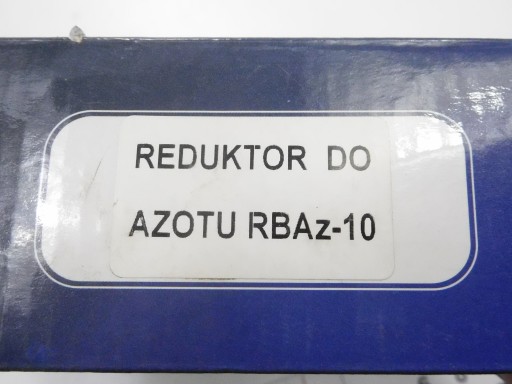 REDUKTOR DO
AZOTU RBAz-10